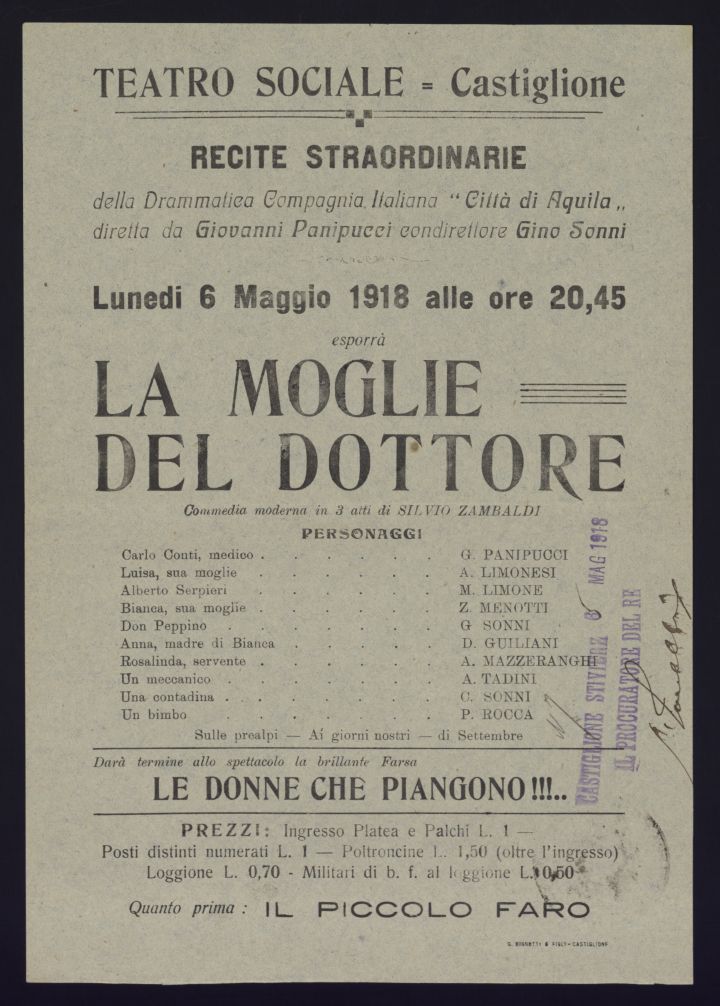 TEATRO SOCIALE = Castiglione
RECITE STRAORDINARIE
della Drammatica Compagnia Italiana “Città di Aquila„
diretta da Giovanni Panipucci condirettore Gino Sonni
Lunedi 6 Maggio 1918 alle ore 20,45
esporrà
LA MOGLIE
DEL DOTTORE
Commedia moderna in 3 atti di SILVIO ZAMBALDI
PERSONAGGI
Carlo Conti, medico . . . . . . G. PANIPUCCI
Luisa, sua moglie . . . . . . A. LIMONESI
Alberto Serpieri . . . . . . M. LIMONE
Bianca, sua moglie . . . . . . Z. MENOTTI
Don Peppino . . . . . . G SONNI
Anna, madre di Bianca . . . . . D. GUILIANI
Rosalinda, servente . . . . . . A. MAZZERANGHI
Un meccanico . . . . . . A. TADINI
Una contadina . . . . . . . C. SONNI
Un bimbo . . . . . . P. ROCCA
Sulle prealpi — Aí giorni nostri — di Settembre
Darà termine allo spettacolo la brillante Farsa
LE DONNE CHE PIANGONO!!!..
PREZZI: Ingresso Platea e Palchi L. 1 —
Posti distinti numerati L. 1 — Poltroncine L. 1,50 (oltre l'ingresso)
Loggione L. 0,70 - Militari di b. f. al loggione L. 0,50
Quanto prima: IL PICCOLO FARO
G. BIGNOTTI & FIGLI - CASTIGLIONE
CASTIGLIONE STIVIERE 6 MAG 1918
IL PROCURATORE DEL RE